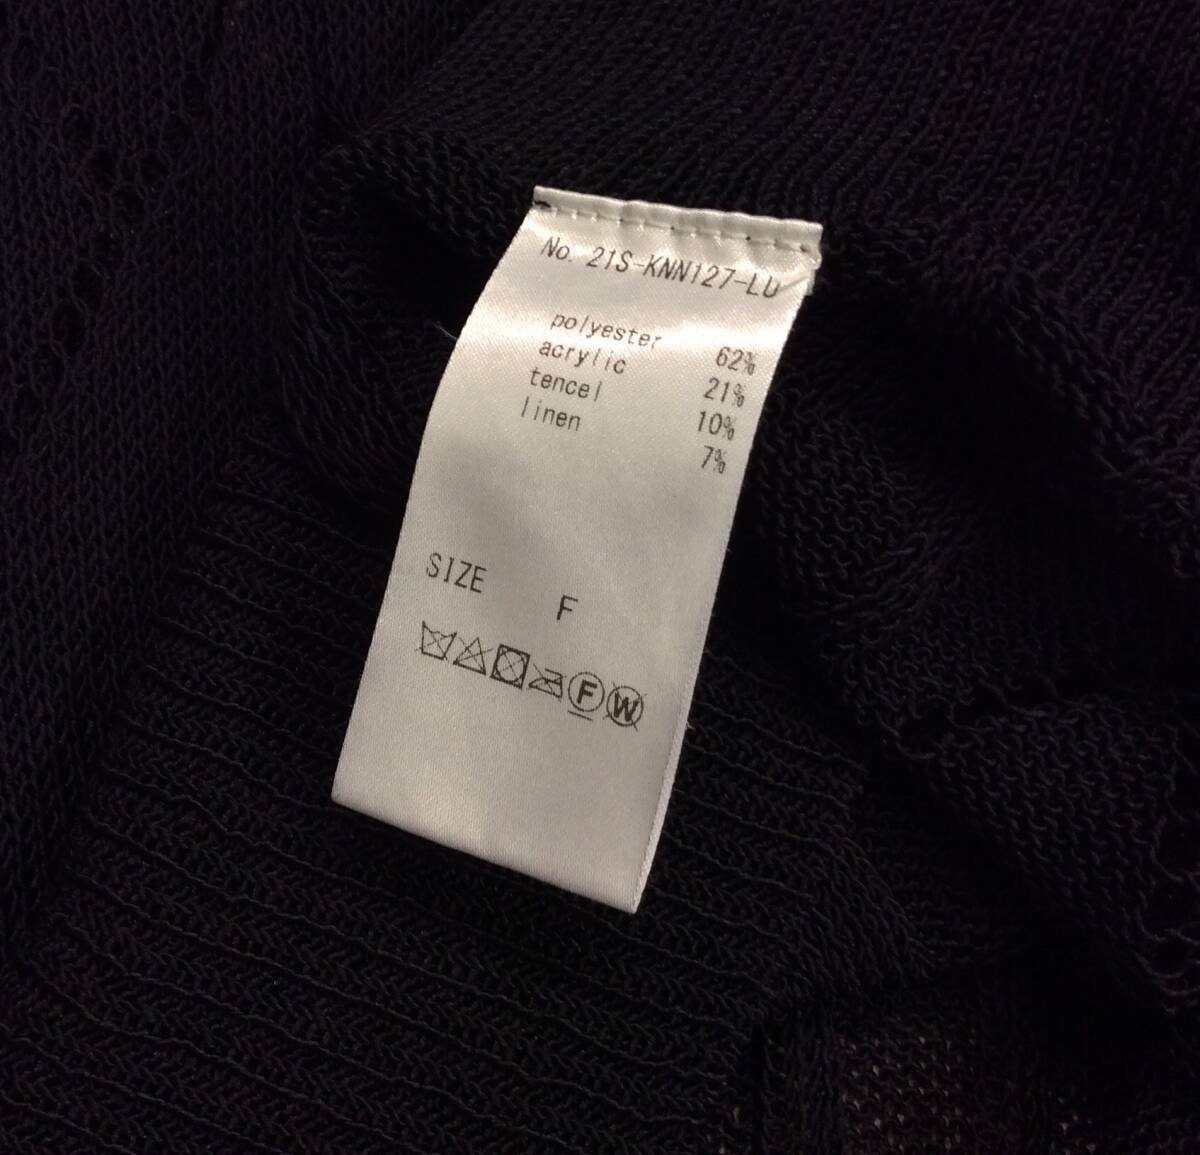 No. 21S-KNN127-LU
polyester 62%
acrylic 21%
tencel 10%
linen 7%
SIZE F
F W